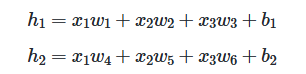 h₁ = x₁w₁ + x₂w₂ + x₃w₃ + b₁
h₂ = x₁w₄ + x₂w₅ + x₃w₆ + b₂